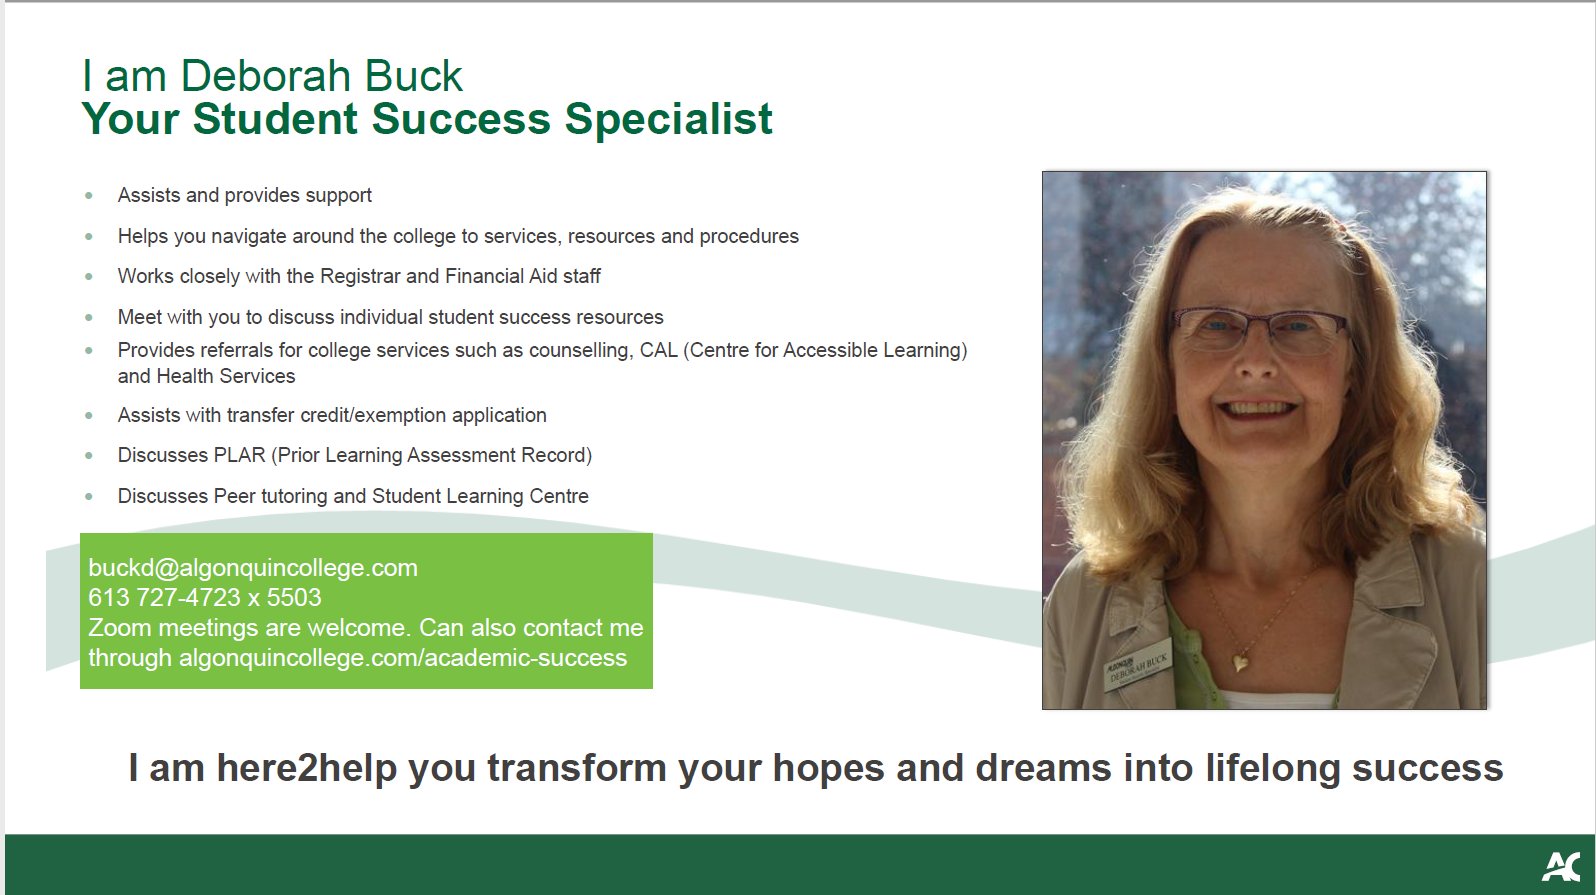 I am Deborah Buck
Your Student Success Specialist
• Assists and provides support
• Helps you navigate around the college to services, resources and procedures
• Works closely with the Registrar and Financial Aid staff
• Meet with you to discuss individual student success resources
• Provides referrals for college services such as counselling, CAL (Centre for Accessible Learning)
and Health Services
• Assists with transfer credit/exemption application
• Discusses PLAR (Prior Learning Assessment Record)
• Discusses Peer tutoring and Student Learning Centre
buckd@algonquincollege.com
613 727-4723 x 5503
Zoom meetings are welcome. Can also contact me
through algonquincollege.com/academic-success
ALGONQUIN
DEBORAH BUCK
I am here2help you transform your hopes and dreams into lifelong success
AC